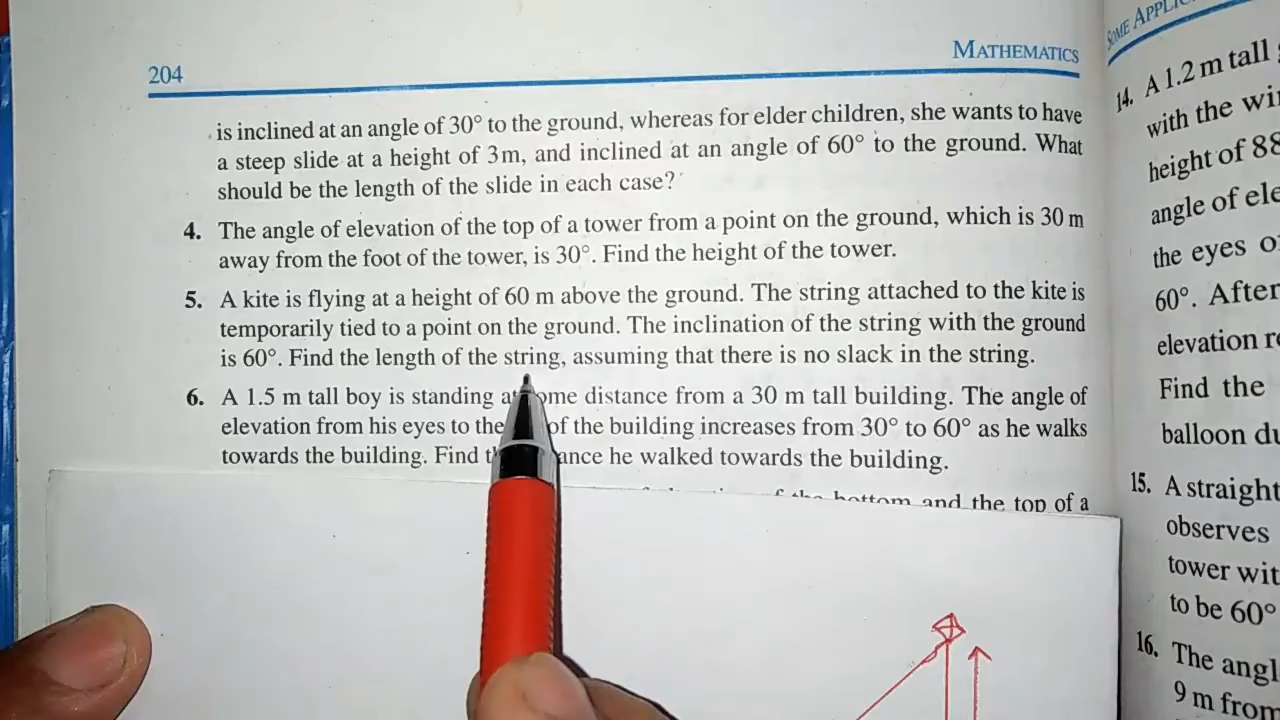 204
MATHEMATICS
is inclined at an angle of 30° to the ground, whereas for elder children, she wants to have
a steep slide at a height of 3m, and inclined at an angle of 60° to the ground. What
should be the length of the slide in each case?
4. The angle of elevation of the top of a tower from a point on the ground, which is 30 m
away from the foot of the tower, is 30°. Find the height of the tower.
5. A kite is flying at a height of 60 m above the ground. The string attached to the kite is
temporarily tied to a point on the ground. The inclination of the string with the ground
is 60°. Find the length of the string, assuming that there is no slack in the string.
6. A 1.5 m tall boy is standing at some distance from a 30 m tall building. The angle of
elevation from his eyes to the of the building increases from 30° to 60° as he walks
towards the building. Find he walked towards the building.
of the bottom and the top of a
SOME
14. A 1.2 m tall
with the
height of 88
angle of
the eyes
60°. After
elevation
Find the
balloon
15. A straight
observes
tower
to be 60°
16. The
9 m from